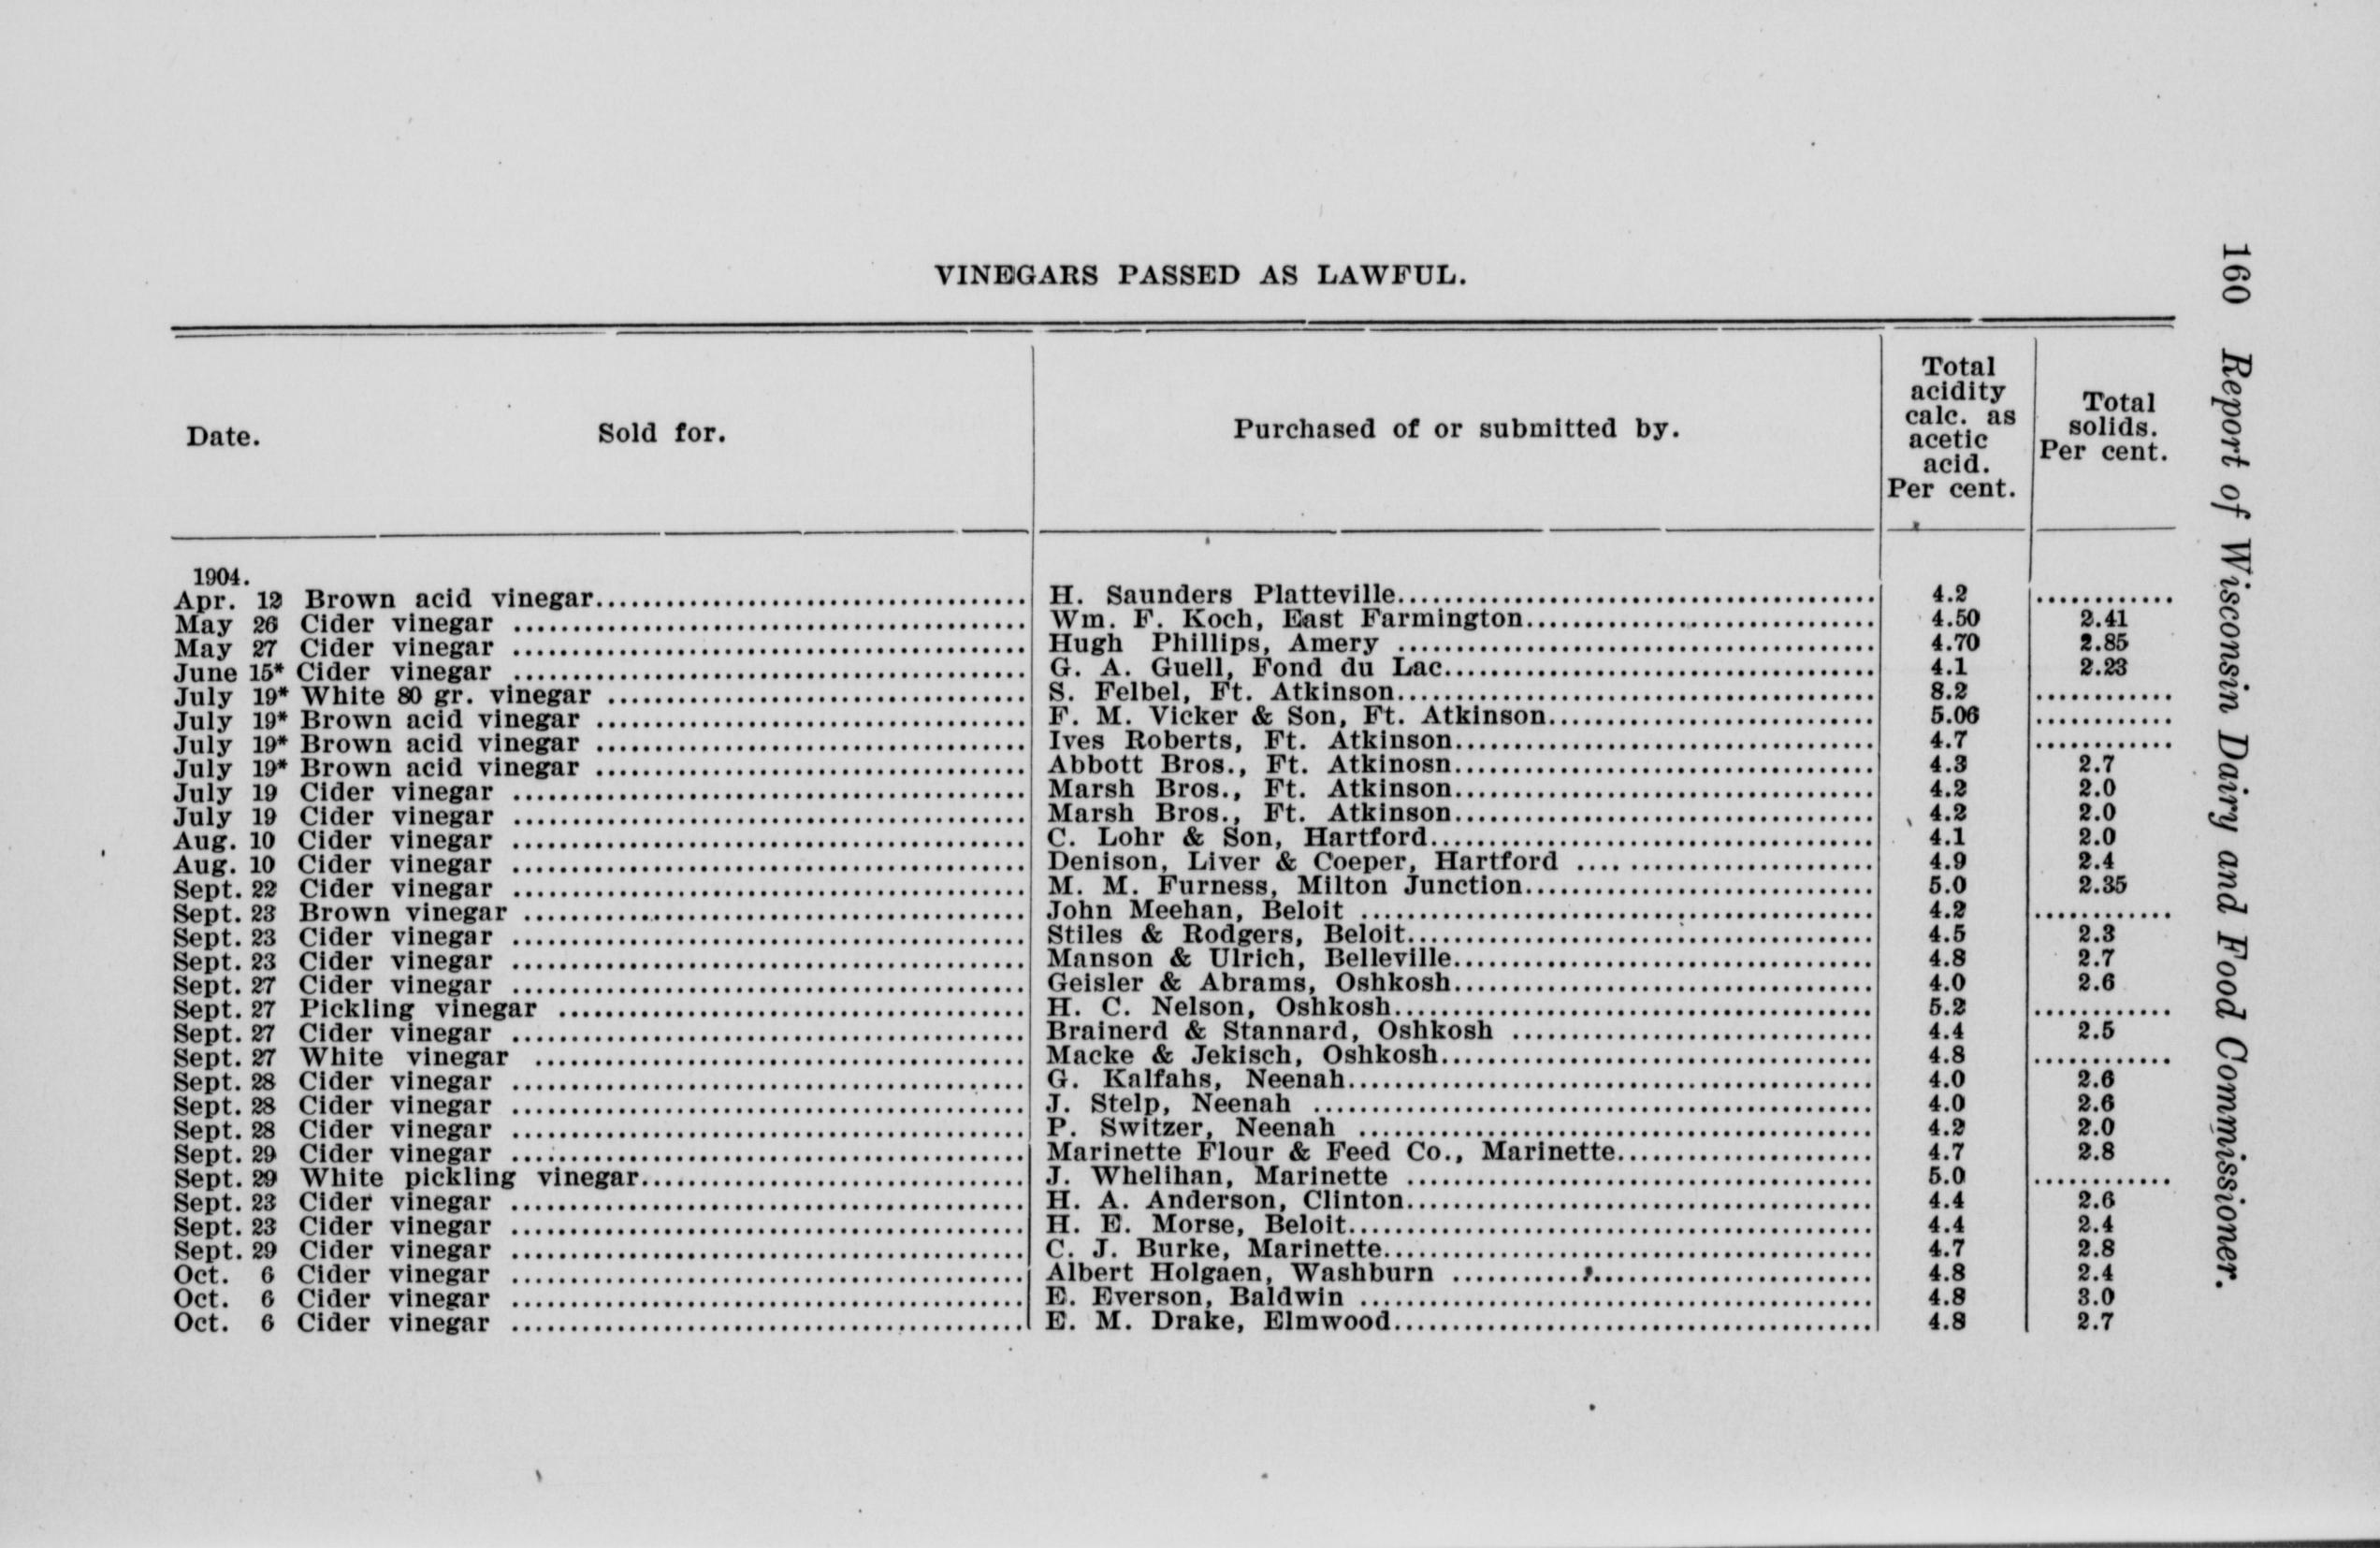 160 Report of Wisconsin Dairy and Food Commissioner.
VINEGARS PASSED AS LAWFUL.
Date.
Sold for.
Purchased of or submitted by.
Total
acidity
calc. as
acetic
acid.
Per cent.
Total
solids.
Per cent.
1904.
Apr. 12 Brown acid vinegar H. Saunders Platteville 4.2
May 26 Cider vinegar Wm. F. Koch, East Farmington 4.50 2.41
May 27 Cider vinegar Hugh Phillips, Amery 4.70 2.85
June 15* Cider vinegar G. A. Guell, Fond du Lac 4.1 2.23
July 19* White 80 gr. vinegar S. Felbel, Ft. Atkinson 8.2
July 19* Brown acid vinegar F. M. Vicker & Son, Ft. Atkinson 5.06
July 19* Brown acid vinegar Ives Roberts, Ft. Atkinson 4.7
July 19* Brown acid vinegar Abbott Bros., Ft. Atkinosn 4.3 2.7
July 19 Cider vinegar Marsh Bros., Ft. Atkinson 4.2 2.0
July 19 Cider vinegar Marsh Bros., Ft. Atkinson 4.2 2.0
Aug. 10 Cider vinegar C. Lohr & Son, Hartford 4.1 2.0
Aug. 10 Cider vinegar Denison, Liver & Coeper, Hartford 4.9 2.4
Sept. 22 Cider vinegar M. M. Furness, Milton Junction 5.0 2.35
Sept. 23 Brown vinegar John Meehan, Beloit 4.2
Sept. 23 Cider vinegar Stiles & Rodgers, Beloit 4.5 2.3
Sept. 23 Cider vinegar Manson & Ulrich, Belleville 4.8 2.7
Sept. 27 Cider vinegar Geisler & Abrams, Oshkosh 4.0 2.6
Sept. 27 Pickling vinegar H. C. Nelson, Oshkosh 5.2
Sept. 27 Cider vinegar Brainerd & Stannard, Oshkosh 4.4 2.5
Sept. 27 White vinegar Macke & Jekisch, Oshkosh 4.8
Sept. 28 Cider vinegar G. Kalfahs, Neenah 4.0 2.6
Sept. 28 Cider vinegar J. Stelp, Neenah 4.0 2.6
Sept. 28 Cider vinegar P. Switzer, Neenah 4.2 2.0
Sept. 29 Cider vinegar Marinette Flour & Feed Co., Marinette 4.7 2.8
Sept. 29 White pickling vinegar J. Whelihan, Marinette 5.0
Sept. 23 Cider vinegar H. A. Anderson, Clinton 4.4 2.6
Sept. 23 Cider vinegar H. E. Morse, Beloit 4.4 2.4
Sept. 29 Cider vinegar C. J. Burke, Marinette 4.7 2.8
Oct. 6 Cider vinegar Albert Holgaen, Washburn 4.8 2.4
Oct. 6 Cider vinegar E. Everson, Baldwin 4.8 3.0
Oct. 6 Cider vinegar E. M. Drake, Elmwood 4.8 2.7